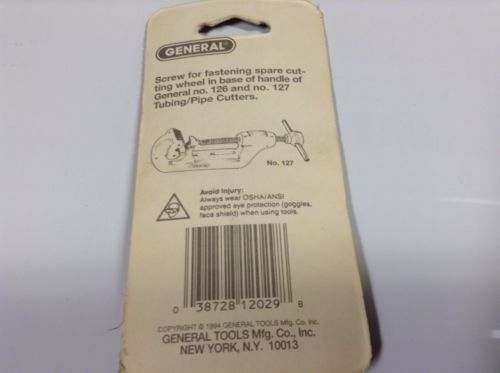 GENERAL®
Screw for fastening spare cut-
ting wheel in base of handle of
General no. 126 and no. 127
Tubing/Pipe Cutters.
No. 127
Avoid Injury:
Always wear OSHA/ANSI
approved eye protection (goggles,
face shield) when using tools.
0 38728 12029 8
COPYRIGHT © 1994 GENERAL TOOLS Mfg. Co. Inc.
GENERAL TOOLS Mfg. Co., Inc.
NEW YORK, N.Y. 10013